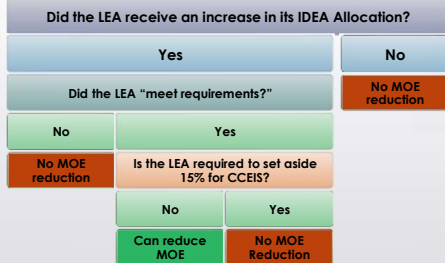 Did the LEA receive an increase in its IDEA Allocation?
Yes
No
Did the LEA “meet requirements?”
No MOE
reduction
No
Yes
No MOE
reduction
Is the LEA required to set aside
15% for CCEIS?
No
Yes
Can reduce
MOE
No MOE
Reduction